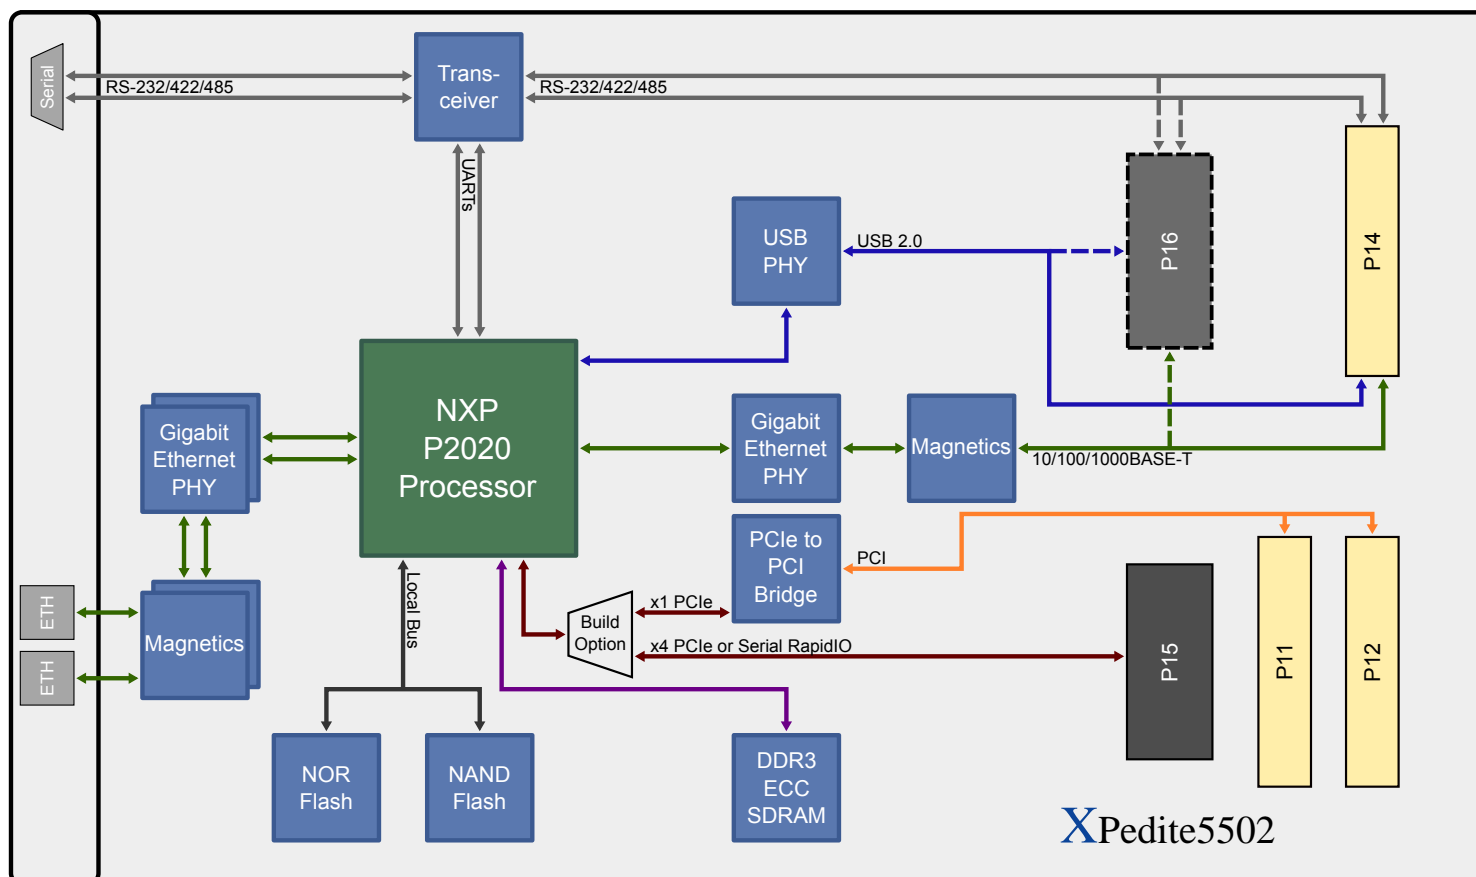 Serial
RS-232/422/485
Trans-
ceiver
RS-232/422/485
UARTs
USB
PHY
USB 2.0
P16
P14
NXP
P2020
Processor
Gigabit
Ethernet
PHY
Gigabit
Ethernet
PHY
Magnetics
10/100/1000BASE-T
PCIe to
PCI
Bridge
PCI
ETH
ETH
Magnetics
Local Bus
Build
Option
x1 PCIe
x4 PCIe or Serial RapidIO
P15
P11
P12
NOR
Flash
NAND
Flash
DDR3
ECC
SDRAM
XPedite5502